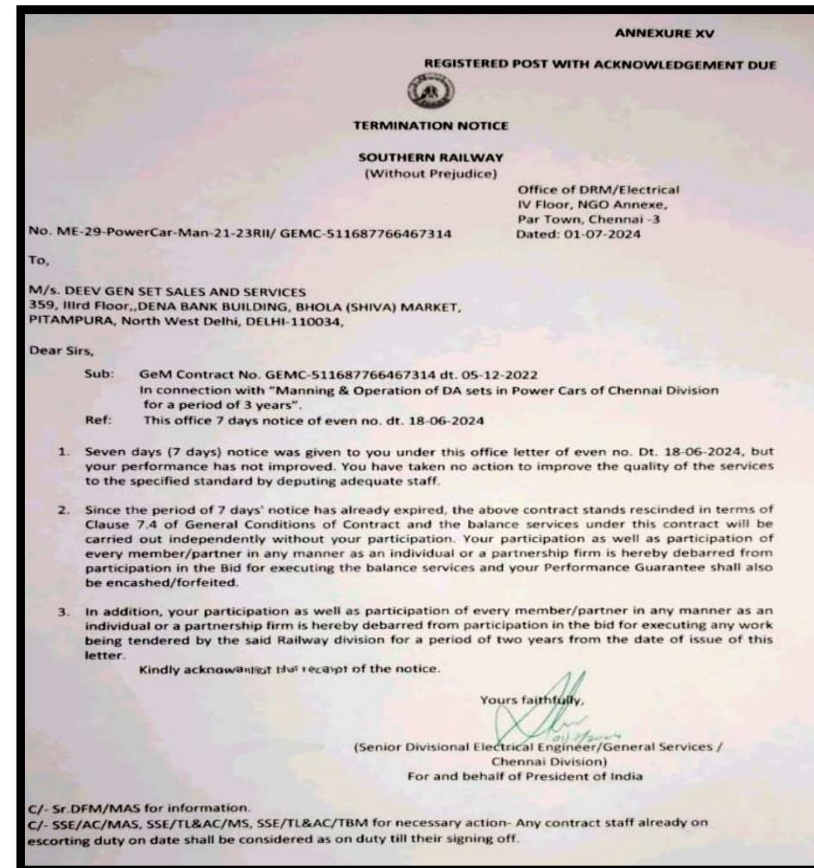 ANNEXURE XV
REGISTERED POST WITH ACKNOWLEDGEMENT DUE
TERMINATION NOTICE
SOUTHERN RAILWAY
(Without Prejudice)
Office of DRM/Electrical
IV Floor, NGO Annexe,
Par Town, Chennai -3
No. ME-29-PowerCar-Man-21-23RII/ GEMC-511687766467314 Dated: 01-07-2024
To,
M/s. DEEV GEN SET SALES AND SERVICES
359, IIIrd Floor,,DENA BANK BUILDING, BHOLA (SHIVA) MARKET,
PITAMPURA, North West Delhi, DELHI-110034,
Dear Sirs,
Sub: GeM Contract No. GEMC-511687766467314 dt. 05-12-2022
In connection with "Manning & Operation of DA sets in Power Cars of Chennai Division
for a period of 3 years".
Ref: This office 7 days notice of even no. dt. 18-06-2024
1. Seven days (7 days) notice was given to you under this office letter of even no. Dt. 18-06-2024, but
your performance has not improved. You have taken no action to improve the quality of the services
to the specified standard by deputing adequate staff.
2. Since the period of 7 days' notice has already expired, the above contract stands rescinded in terms of
Clause 7.4 of General Conditions of Contract and the balance services under this contract will be
carried out independently without your participation. Your participation as well as participation of
every member/partner in any manner as an individual or a partnership firm is hereby debarred from
participation in the Bid for executing the balance services and your Performance Guarantee shall also
be encashed/forfeited.
3. In addition, your participation as well as participation of every member/partner in any manner as an
individual or a partnership firm is hereby debarred from participation in the bid for executing any work
being tendered by the said Railway division for a period of two years from the date of issue of this
letter.
Kindly of the notice.
Yours faithfully,
(Senior Divisional Electrical Engineer/General Services /
Chennai Division)
For and behalf of President of India
C/- Sr.DFM/MAS for information.
C/- SSE/AC/MAS, SSE/TL&AC/MS, SSE/TL&AC/TBM for necessary action- Any contract staff already on
escorting duty on date shall be considered as on duty till their signing off.